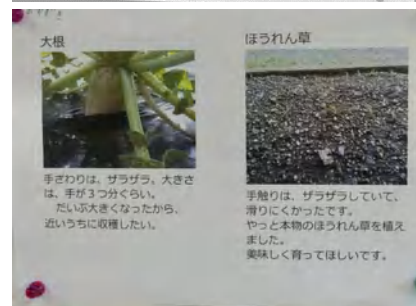 大根
手ざわりは、ザラザラ。大きさ
は、手が３つ分ぐらい。
だいぶ大きくなったから、
近いうちに収穫したい。
ほうれん草
手触りは、ザラザラしていて、
滑りにくかったです。
やっと本物のほうれん草を植え
ました。
美味しく育ってほしいです。